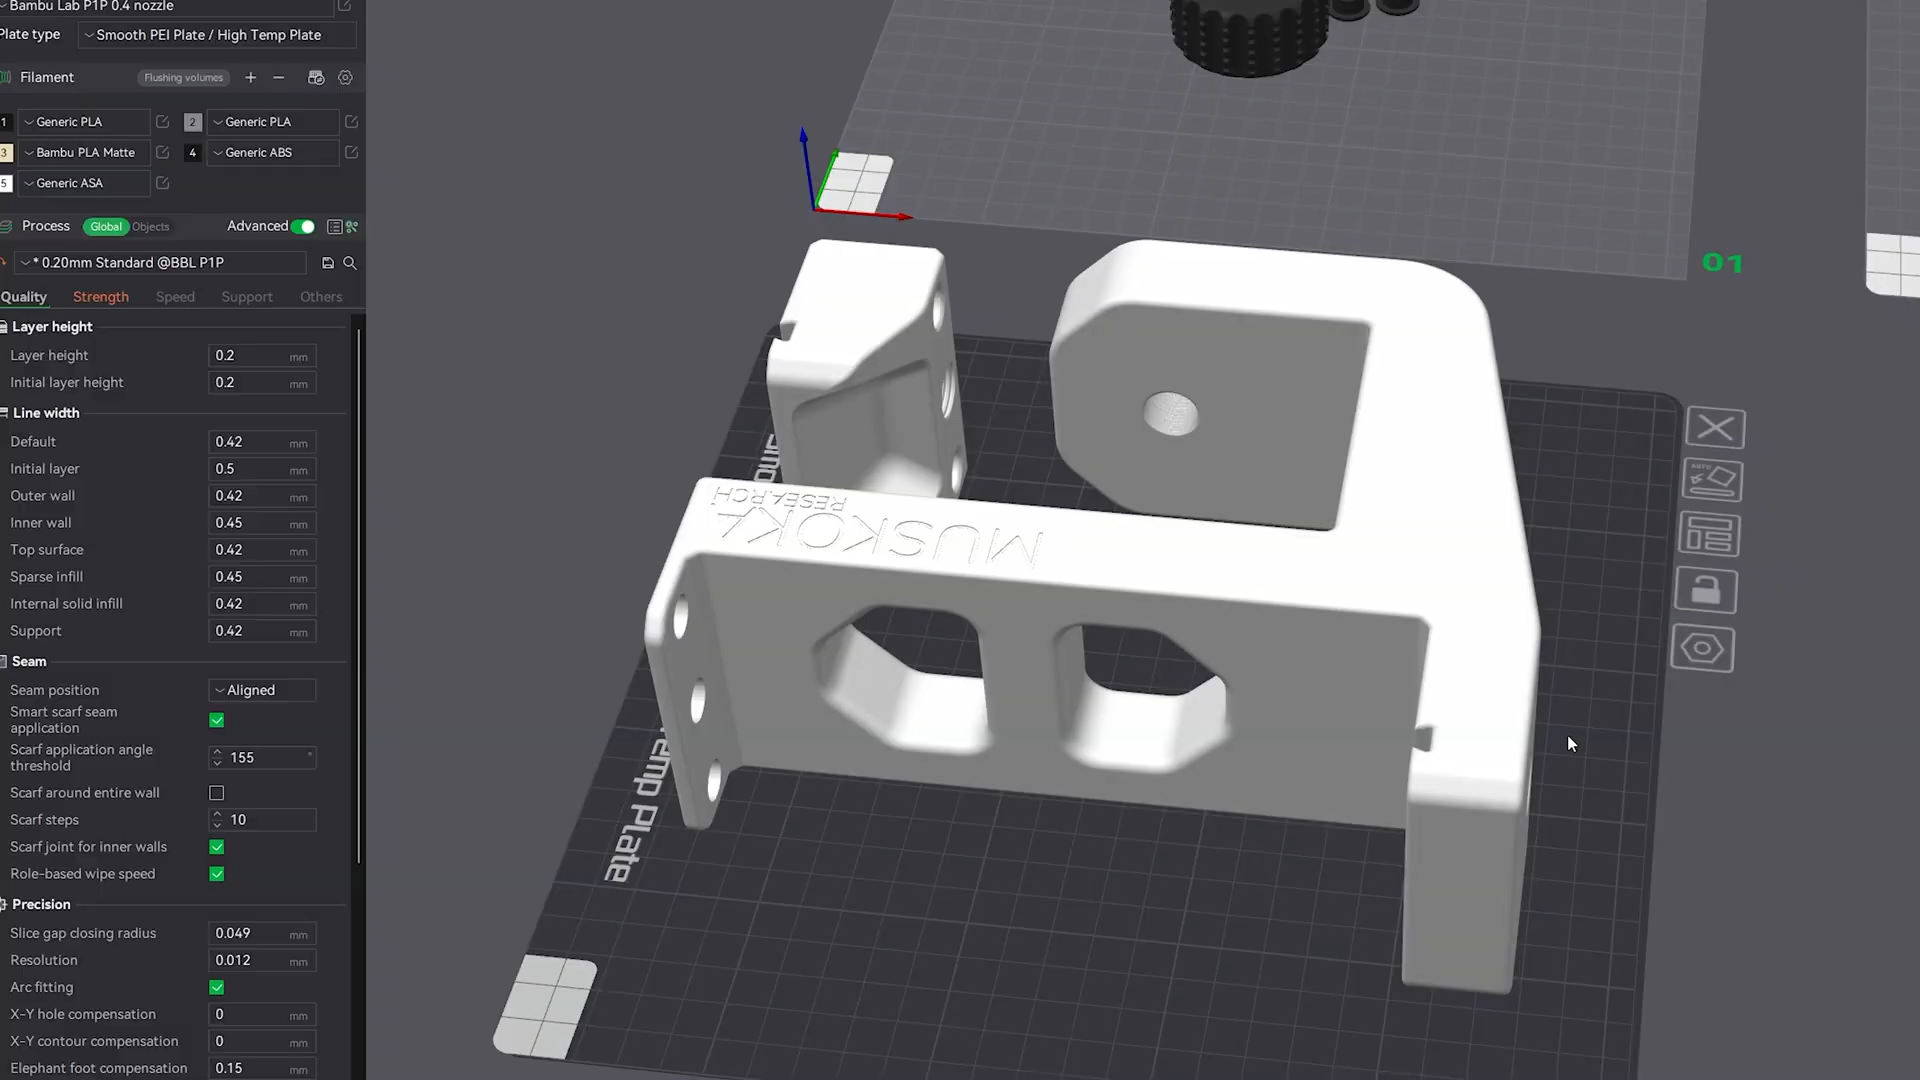 Bambu Lab P1P 0.4 nozzle
Plate type
Smooth PEI Plate / High Temp Plate
Filament
Flushing volumes
1 Generic PLA
2 Generic PLA
3 Bambu PLA Matte
4 Generic ABS
5 Generic ASA
Process
Global
Objects
Advanced
* 0.20mm Standard @BBL P1P
Quality
Strength
Speed
Support
Others
Layer height
Layer height 0.2 mm
Initial layer height 0.2 mm
Line width
Default 0.42 mm
Initial layer 0.5 mm
Outer wall 0.42 mm
Inner wall 0.45 mm
Top surface 0.42 mm
Sparse infill 0.45 mm
Internal solid infill 0.42 mm
Support 0.42 mm
Seam
Seam position Aligned
Smart scarf seam
application
Scarf application angle
threshold 155 °
Scarf around entire wall
Scarf steps 10
Scarf joint for inner walls
Role-based wipe speed
Precision
Slice gap closing radius 0.049 mm
Resolution 0.012 mm
Arc fitting
X-Y hole compensation 0 mm
X-Y contour compensation 0 mm
Elephant foot compensation 0.15 mm
01
AUTO
MUSKOKA
RESEARCH
Plate